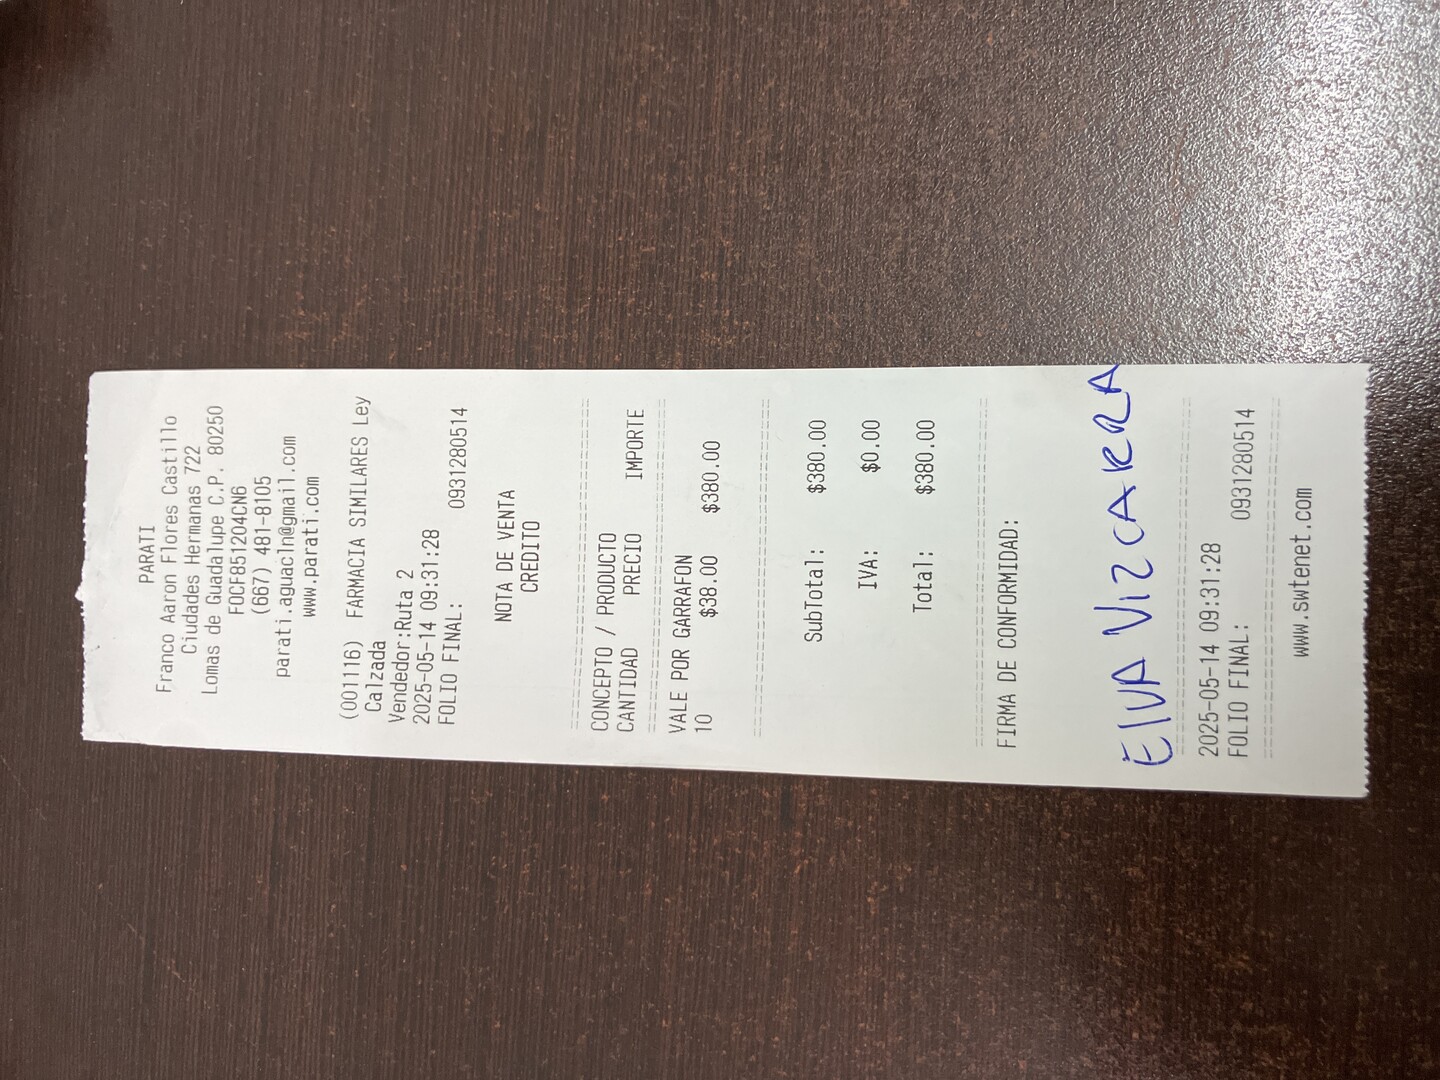 PARATI
Franco Aaron Flores Castillo
Ciudades Hermanas 722
Lomas de Guadalupe C.P. 80250
FOCF851204CN6
(667) 481-8105
parati.aguacln@gmail.com
www.parati.com
(001116) FARMACIA SIMILARES Ley
Calzada
Vendedor:Ruta 2
2025-05-14 09:31:28
FOLIO FINAL: 0931280514
NOTA DE VENTA
CREDITO
CONCEPTO / PRODUCTO
CANTIDAD PRECIO IMPORTE
VALE POR GARRAFON
10 $38.00 $380.00
SubTotal: $380.00
IVA: $0.00
Total: $380.00
FIRMA DE CONFORMIDAD:
ElVA VIZCARRA
2025-05-14 09:31:28
FOLIO FINAL: 0931280514
www.swtenet.com